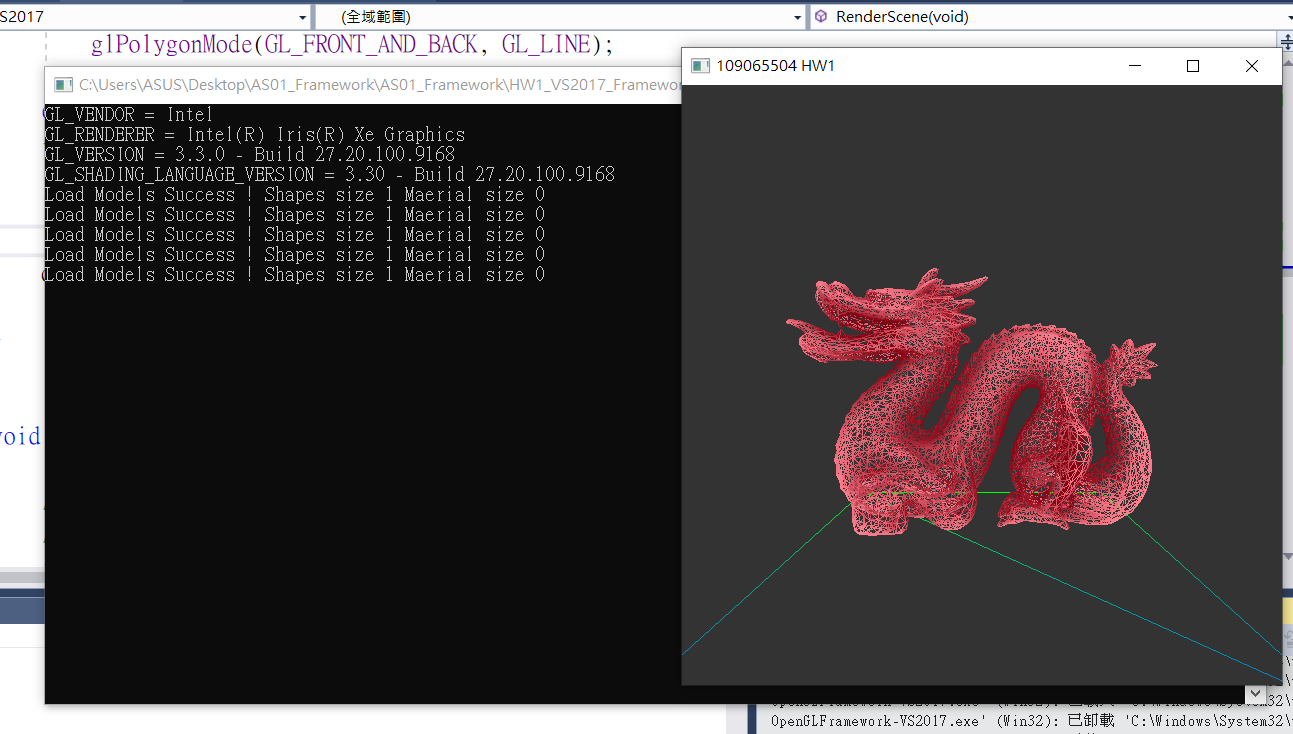 S2017
(全域範圍)
RenderScene(void)
glPolygonMode(GL_FRONT_AND_BACK, GL_LINE);
C:\Users\ASUS\Desktop\AS01_Framework\AS01_Framework\HW1_VS2017_Framewor
109065504 HW1
GL_VENDOR = Intel
GL_RENDERER = Intel(R) Iris(R) Xe Graphics
GL_VERSION = 3.3.0 - Build 27.20.100.9168
GL_SHADING_LANGUAGE_VERSION = 3.30 - Build 27.20.100.9168
Load Models Success ! Shapes size 1 Maerial size 0
Load Models Success ! Shapes size 1 Maerial size 0
Load Models Success ! Shapes size 1 Maerial size 0
Load Models Success ! Shapes size 1 Maerial size 0
Load Models Success ! Shapes size 1 Maerial size 0
void
OpenGLFramework-VS2017.exe' (Win32): 已卸載 'C:\Windows\System32\